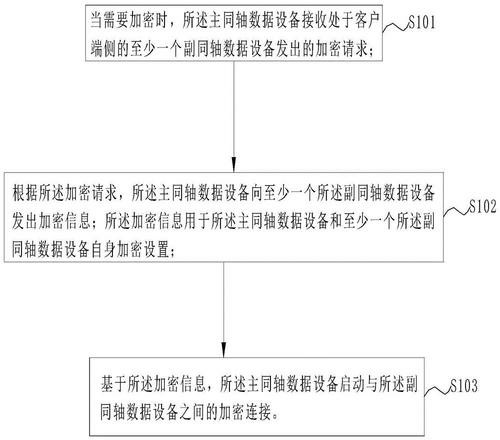 当需要加密时，所述主同轴数据设备接收处于客户
端侧的至少一个副同轴数据设备发出的加密请求；
S101
根据所述加密请求，所述主同轴数据设备向至少一个所述副同轴数据设备
发出加密信息；所述加密信息用于所述主同轴数据设备和至少一个所述副
同轴数据设备自身加密设置；
S102
基于所述加密信息，所述主同轴数据设备启动与所述副
同轴数据设备之间的加密连接。
S103